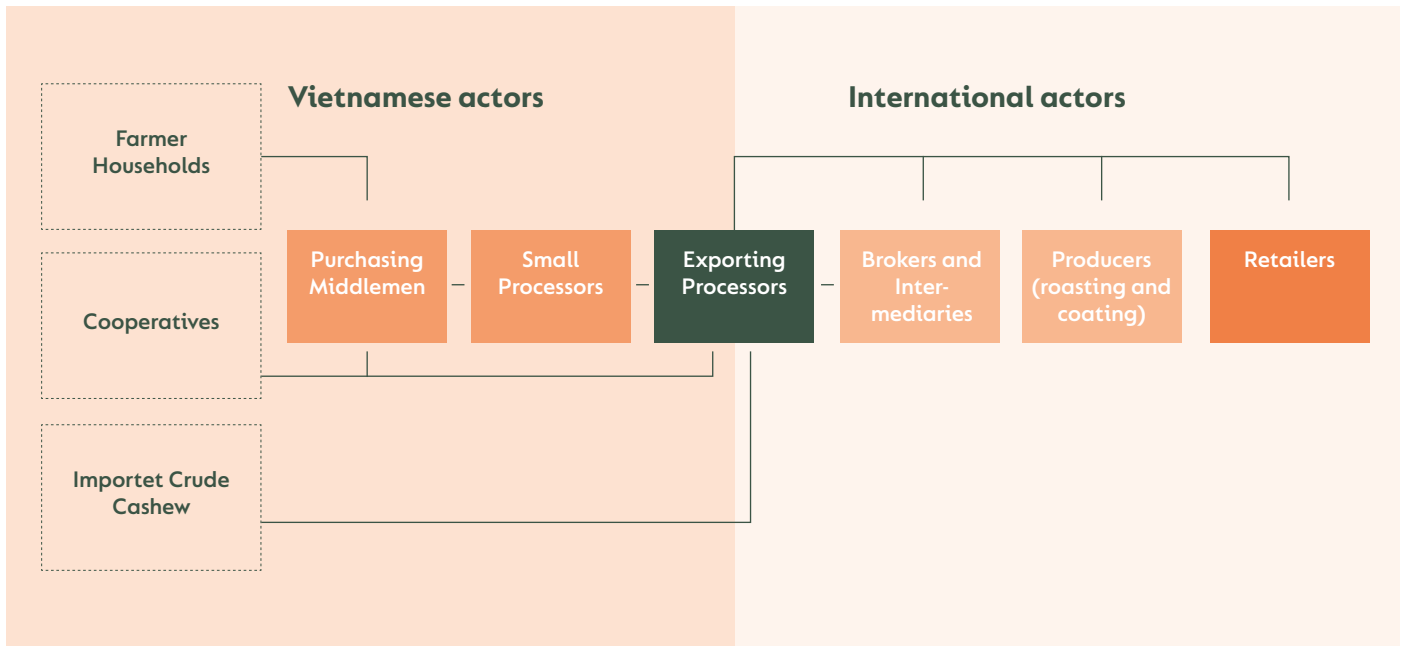 Vietnamese actors
International actors
Farmer
Households
Cooperatives
Importet Crude
Cashew
Purchasing
Middlemen
Small
Processors
Exporting
Processors
Brokers and
Inter-
mediaries
Producers
(roasting and
coating)
Retailers